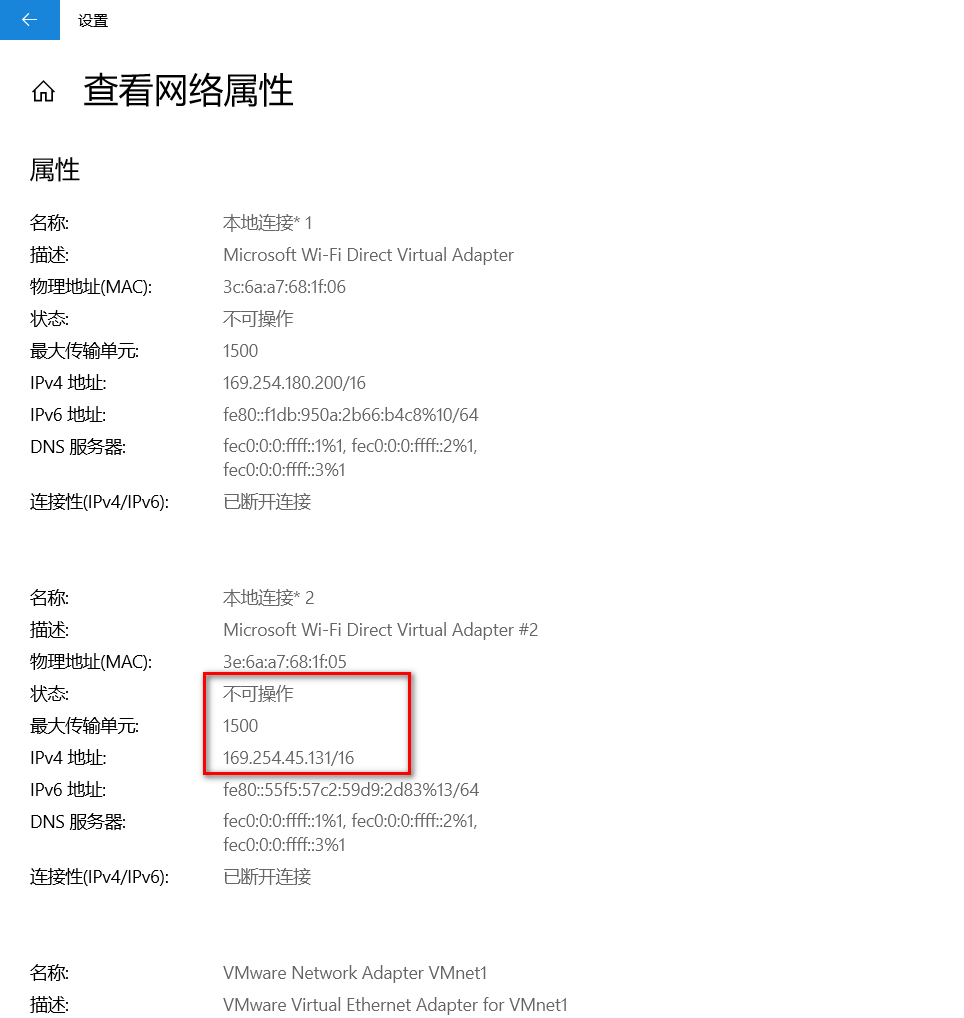 设置
查看网络属性
属性
名称: 本地连接* 1
描述: Microsoft Wi-Fi Direct Virtual Adapter
物理地址(MAC): 3c:6a:a7:68:1f:06
状态: 不可操作
最大传输单元: 1500
IPv4 地址: 169.254.180.200/16
IPv6 地址: fe80::f1db:950a:2b66:b4c8%10/64
DNS 服务器: fec0:0:0:ffff::1%1, fec0:0:0:ffff::2%1,
fec0:0:0:ffff::3%1
连接性(IPv4/IPv6): 已断开连接
名称: 本地连接* 2
描述: Microsoft Wi-Fi Direct Virtual Adapter #2
物理地址(MAC): 3e:6a:a7:68:1f:05
状态: 不可操作
最大传输单元: 1500
IPv4 地址: 169.254.45.131/16
IPv6 地址: fe80::55f5:57c2:59d9:2d83%13/64
DNS 服务器: fec0:0:0:ffff::1%1, fec0:0:0:ffff::2%1,
fec0:0:0:ffff::3%1
连接性(IPv4/IPv6): 已断开连接
名称: VMware Network Adapter VMnet1
描述: VMware Virtual Ethernet Adapter for VMnet1